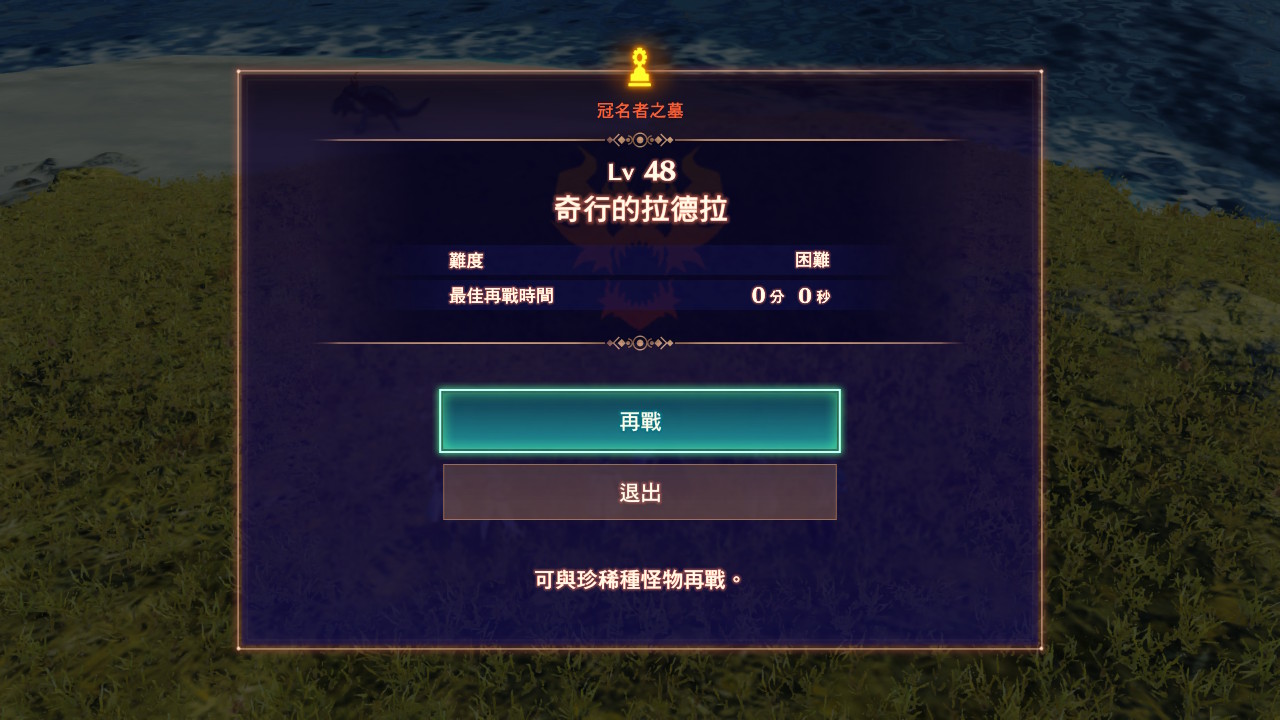 冠名者之墓
Lv 48
奇行的拉德拉
難度 困難
最佳再戰時間 0分 0秒
再戰
退出
可與珍稀種怪物再戰。